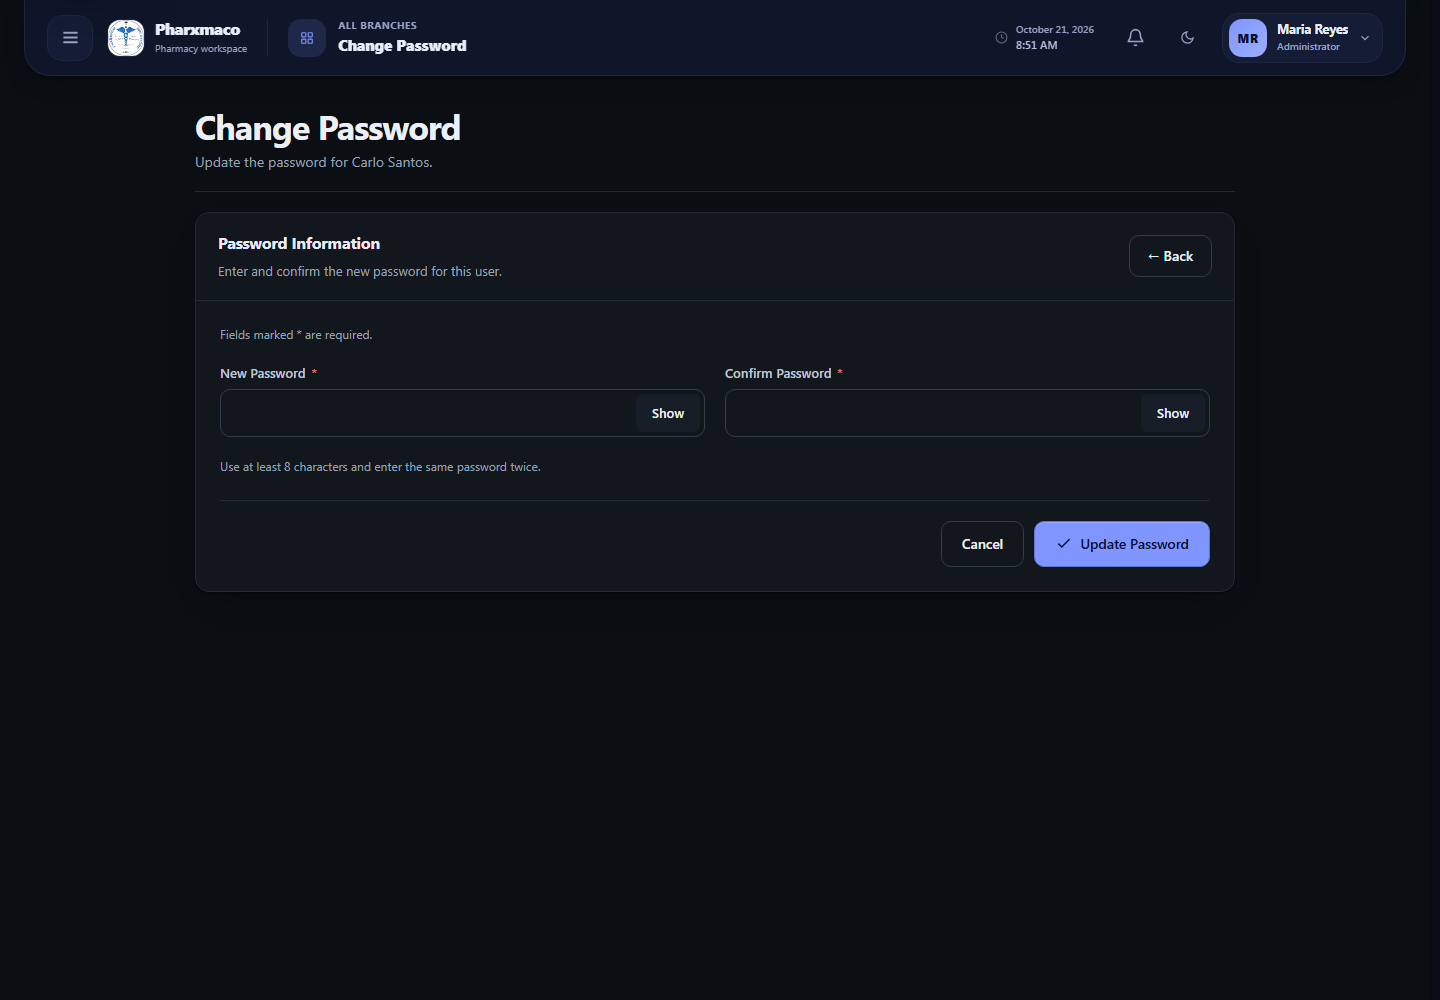 Pharxmaco
Pharmacy workspace
ALL BRANCHES
Change Password
October 21, 2026
8:51 AM
MR
Maria Reyes
Administrator
Change Password
Update the password for Carlo Santos.
Password Information
Enter and confirm the new password for this user.
← Back
Fields marked * are required.
New Password *
Show
Confirm Password *
Show
Use at least 8 characters and enter the same password twice.
Cancel
Update Password